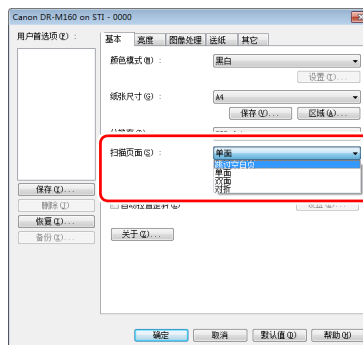 Canon DR-M160 on STI - 0000
用户首选项(P) :
基本 亮度 图像处理 送纸 其它
颜色模式(M) : 黑白
纸张尺寸(G) : A4
保存(V)... 区域(A)...
扫描页面(S) : 单面
跳过空白页
单面
双面
对折
保存(Y)...
删除(J)
恢复(K)...
备份(X)...
关于(Z)...
确定 取消 默认值(D) 帮助(H)